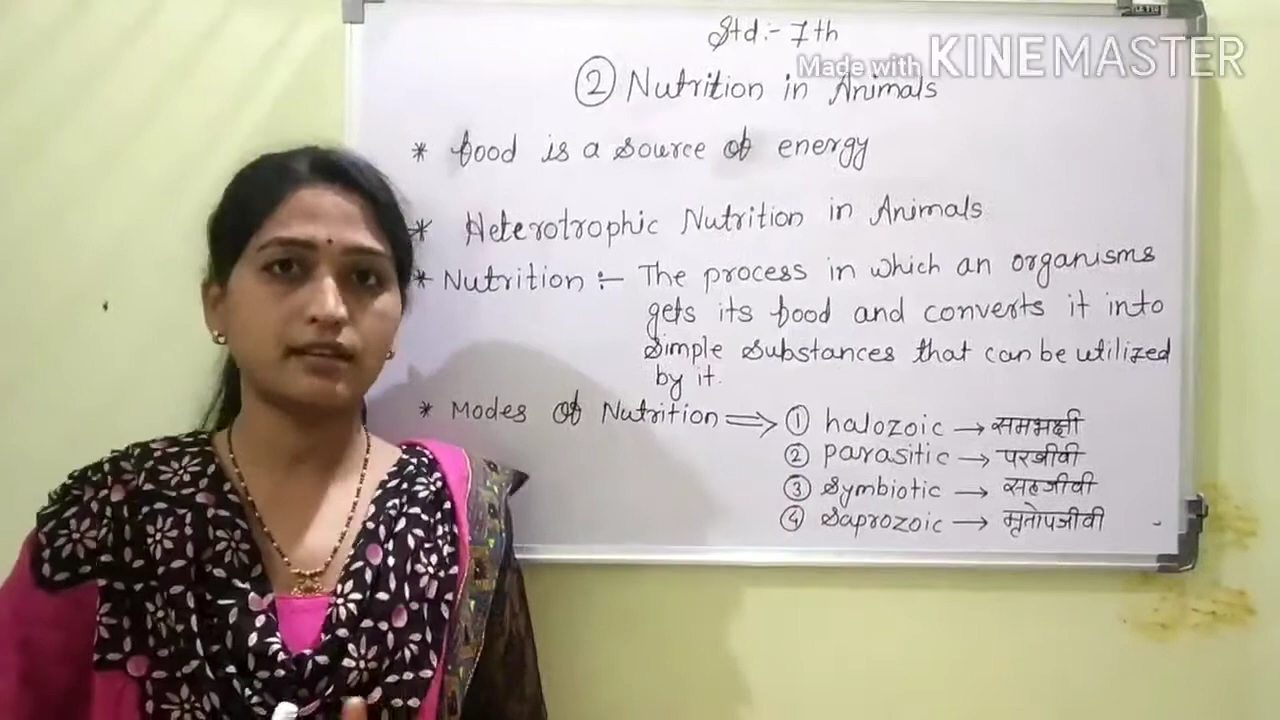 Std:- 7th
Made with KINEMASTER
② Nutrition in Animals
* food is a source of energy
* Heterotrophic Nutrition in Animals
* Nutrition :- The process in which an organisms
gets its food and converts it into
simple substances that can be utilized
by it.
* Modes of Nutrition ⟹ ① halozoic → समभक्षी
② parasitic → परजीवी
③ Symbiotic → सहजीवी
④ Saprozoic → मृतोपजीवी